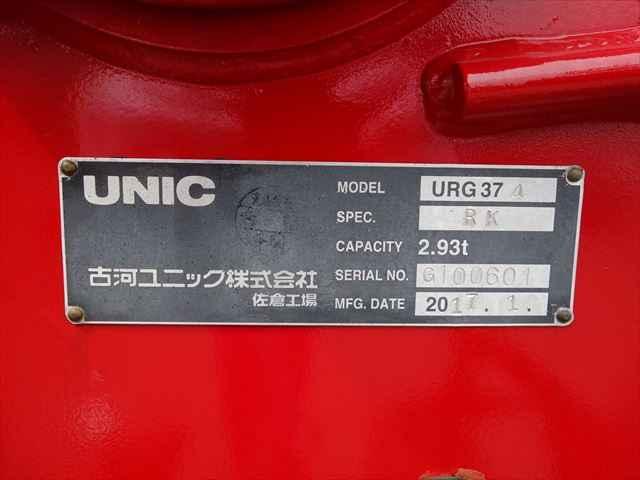 UNIC
MODEL URG37 4
SPEC. RK
CAPACITY 2.93t
古河ユニック株式会社
佐倉工場
SERIAL NO. G100601
MFG. DATE 2017.1.